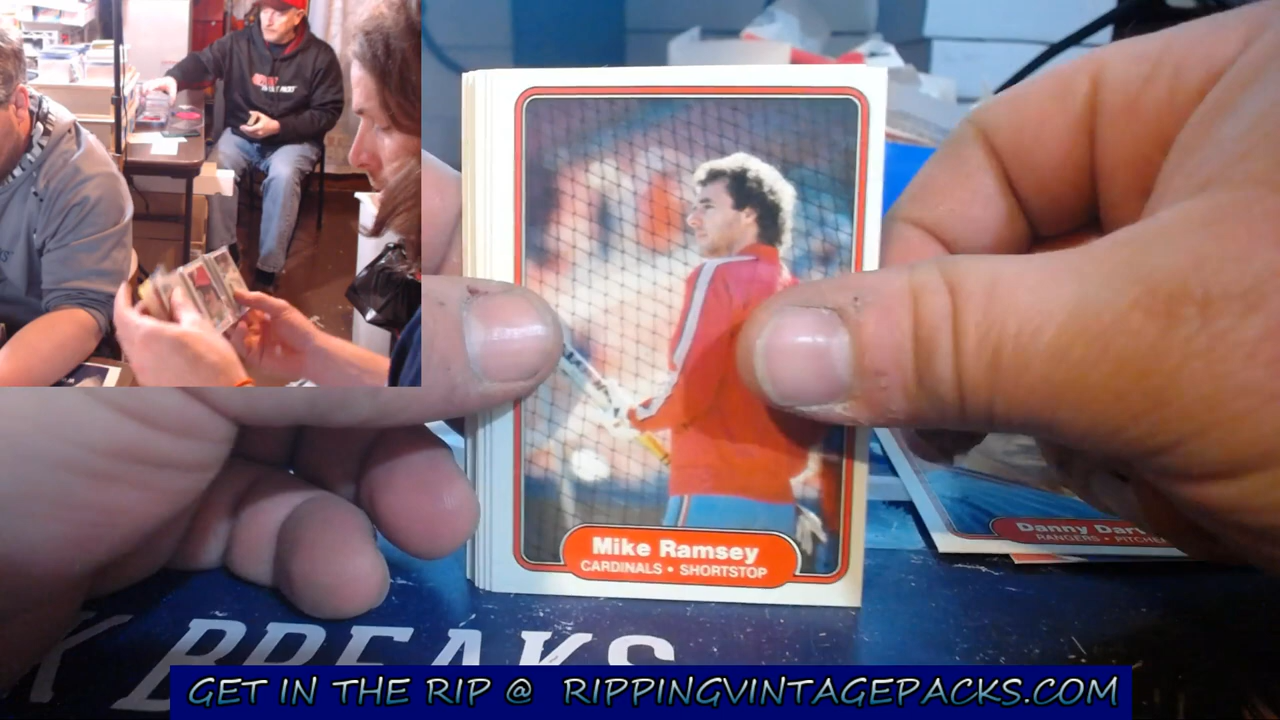 Mike Ramsey
CARDINALS • SHORTSTOP
Danny Dar
RANGERS • PITCHE
K BREAKS
GET IN THE RIP @ RIPPINGVINTAGEPACKS.COM